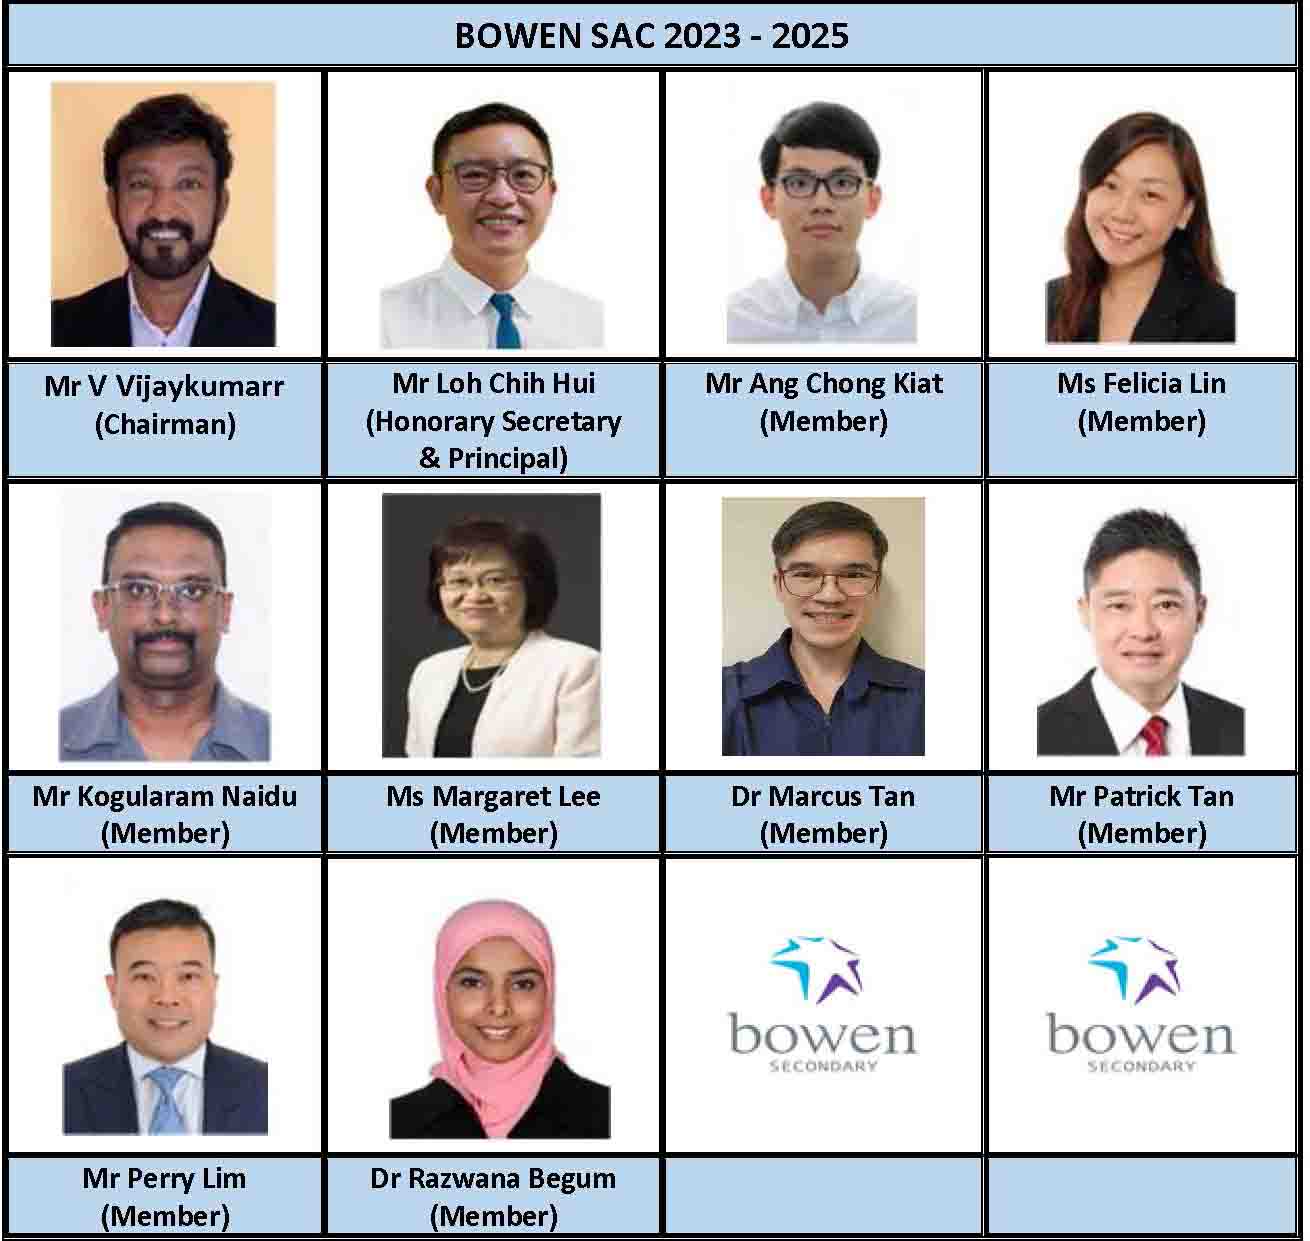 BOWEN SAC 2023 - 2025
Mr V Vijaykumarr
(Chairman)
Mr Loh Chih Hui
(Honorary Secretary
& Principal)
Mr Ang Chong Kiat
(Member)
Ms Felicia Lin
(Member)
Mr Kogularam Naidu
(Member)
Ms Margaret Lee
(Member)
Dr Marcus Tan
(Member)
Mr Patrick Tan
(Member)
bowen
SECONDARY
bowen
SECONDARY
Mr Perry Lim
(Member)
Dr Razwana Begum
(Member)